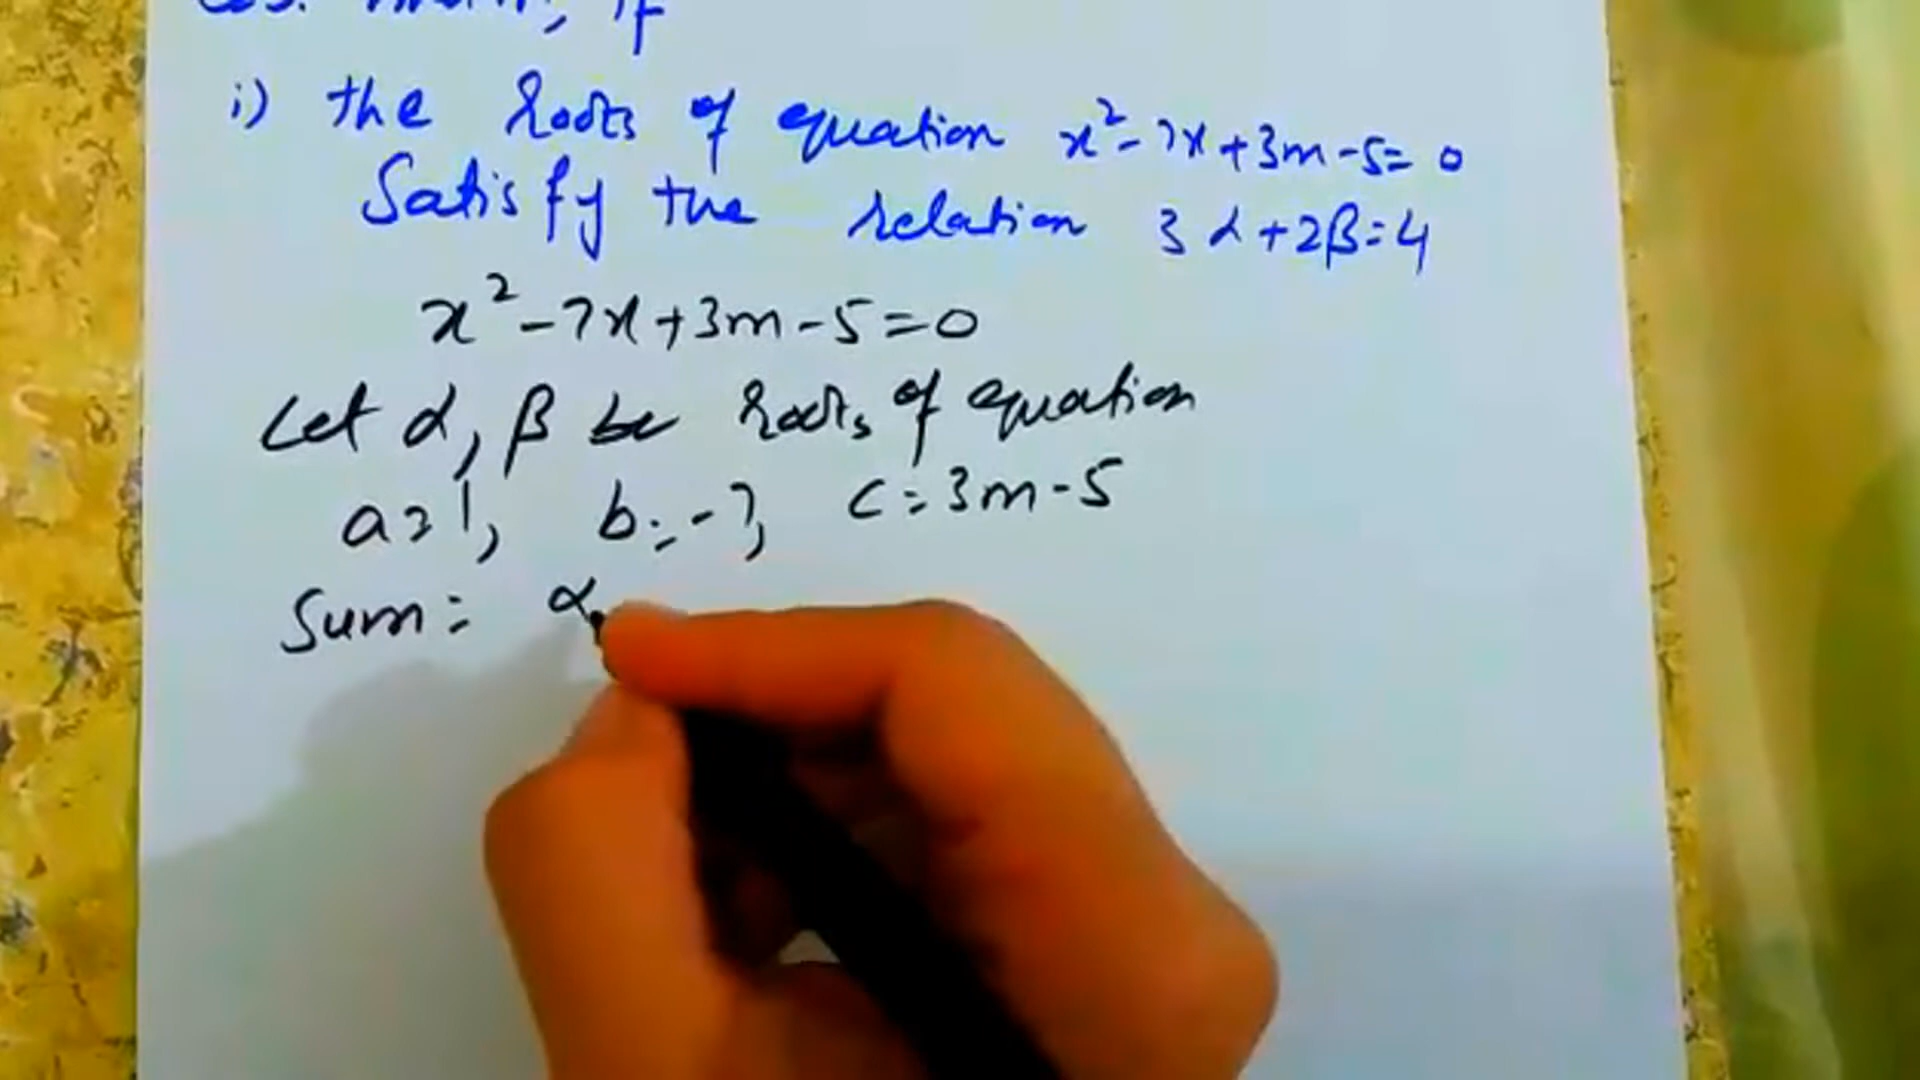 if
i) the roots of equation x²-7x+3m-5=0
Satisfy the relation 3α+2β=4
x²-7x+3m-5=0
Let α, β be roots of equation
a=1, b=-7, c=3m-5
Sum= α